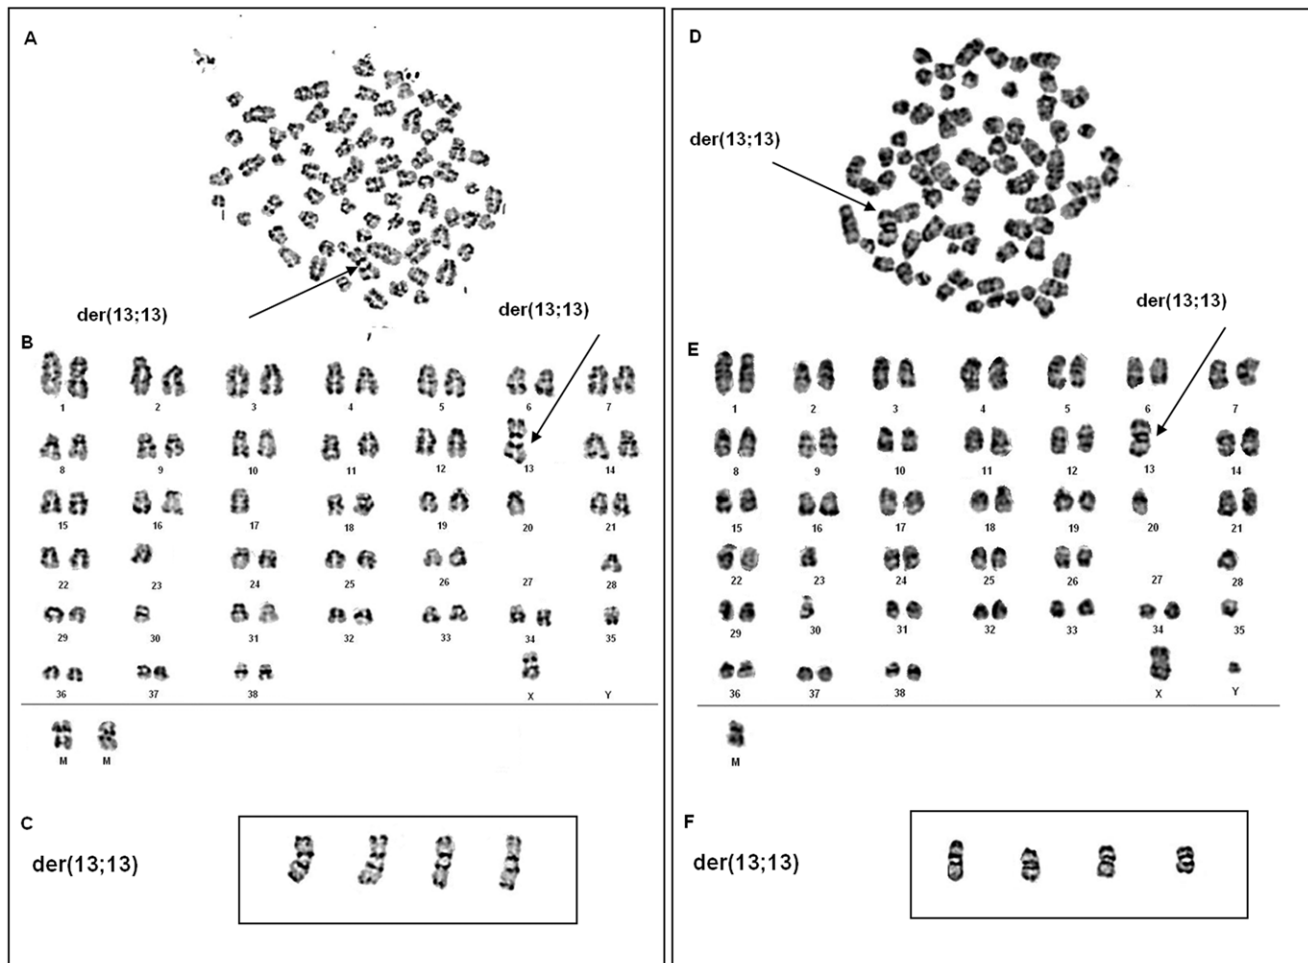 A
der(13;13)
B
der(13;13)
1 2 3 4 5 6 7
8 9 10 11 12 13 14
15 16 17 18 19 20 21
22 23 24 25 26 27 28
29 30 31 32 33 34 35
36 37 38 X Y
M M
C
der(13;13)
D
der(13;13)
der(13;13)
E
1 2 3 4 5 6 7
8 9 10 11 12 13 14
15 16 17 18 19 20 21
22 23 24 25 26 27 28
29 30 31 32 33 34 35
36 37 38 X Y
M
F
der(13;13)